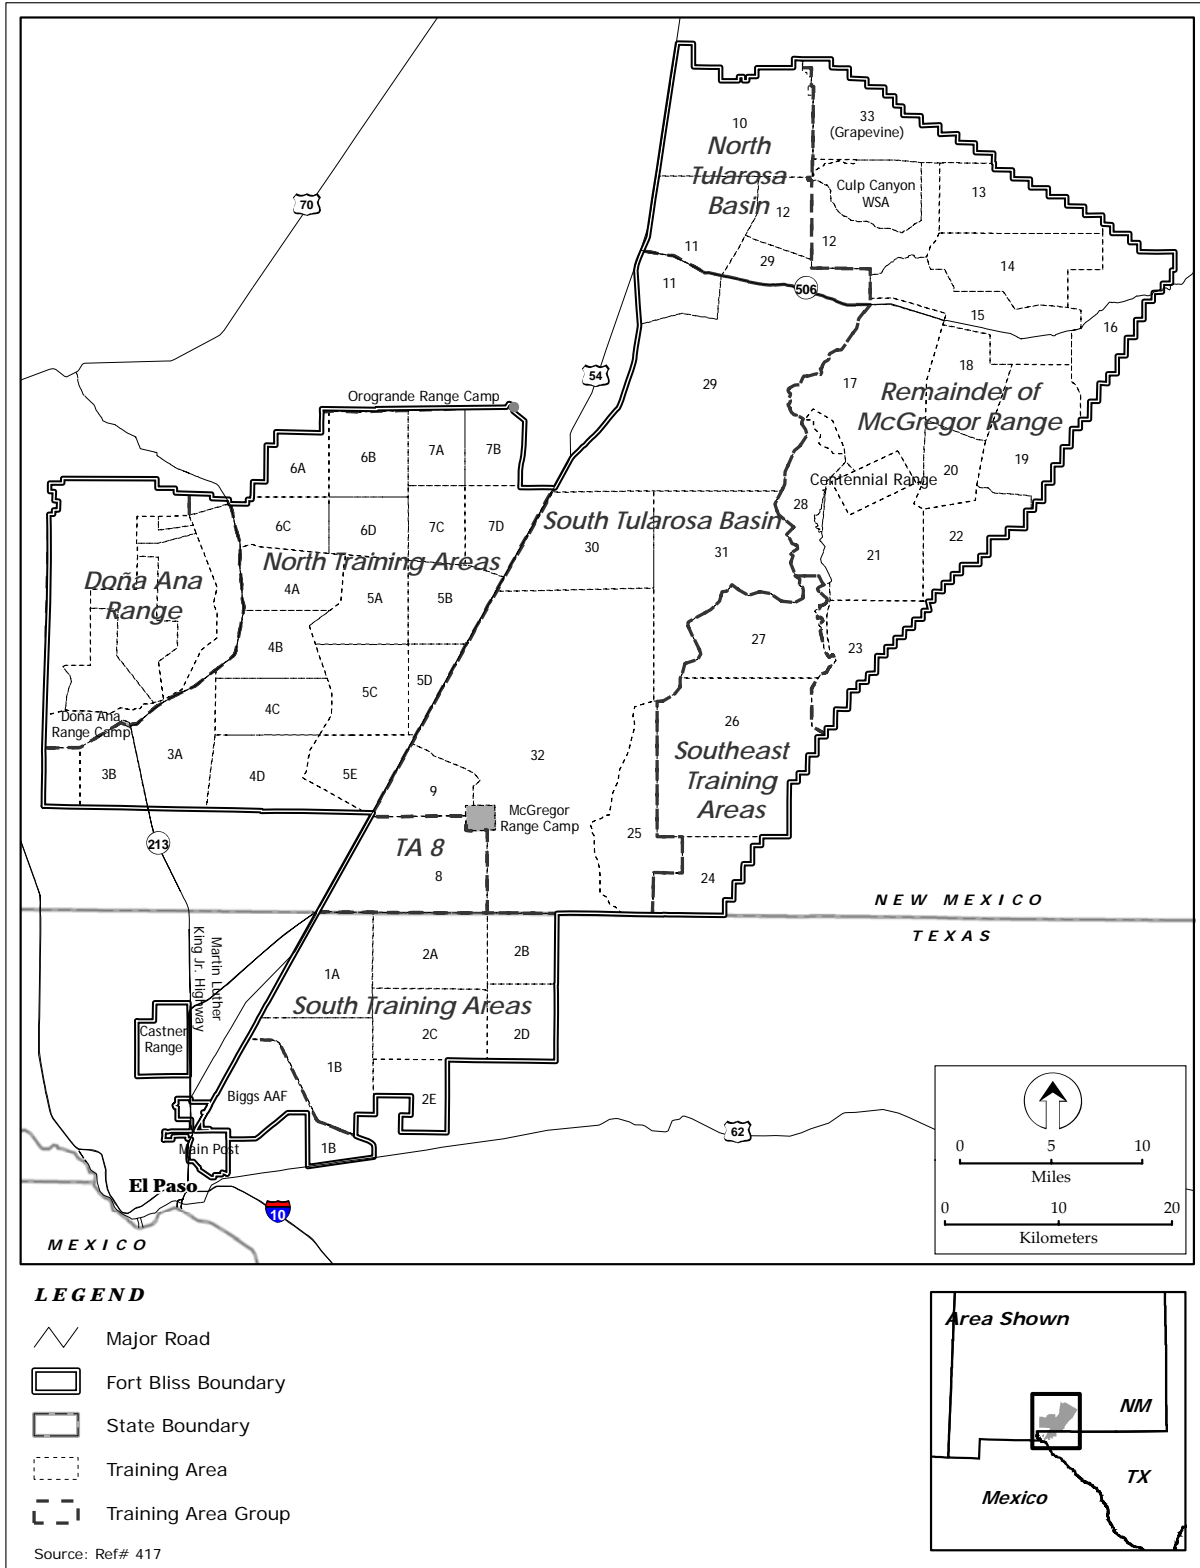 10
North
Tularosa
Basin
33
(Grapevine)
Culp Canyon
WSA
13
12
12
11
29
14
70
11
506
15
16
54
29
17
18
Remainder of
McGregor Range
Orogrande Range Camp
6A
6B
7A
7B
19
20
Centennial Range
28
6C
6D
7C
7D
South Tularosa Basin
30
31
21
22
North Training Areas
Doña Ana
Range
4A
5A
5B
27
4B
23
5C
5D
4C
26
Doña Ana
Range Camp
3A
3B
4D
5E
32
Southeast
Training
Areas
9
McGregor
Range Camp
25
213
TA 8
8
24
NEW MEXICO
TEXAS
Martin Luther
King Jr. Highway
1A
2A
2B
South Training Areas
2C
2D
Castner
Range
1B
Biggs AAF
2E
1B
Main Post
62
El Paso
10
MEXICO
0 5 10
Miles
0 10 20
Kilometers
LEGEND
Major Road
Fort Bliss Boundary
State Boundary
Training Area
Training Area Group
Source: Ref# 417
Area Shown
NM
TX
Mexico